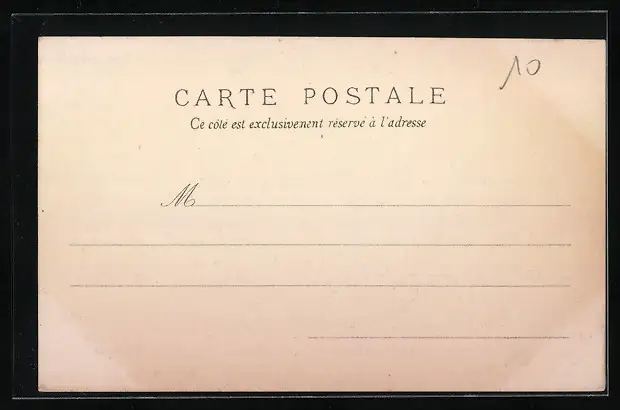 10
CARTE POSTALE
Ce côté est exclusivement réservé à l'adresse
M